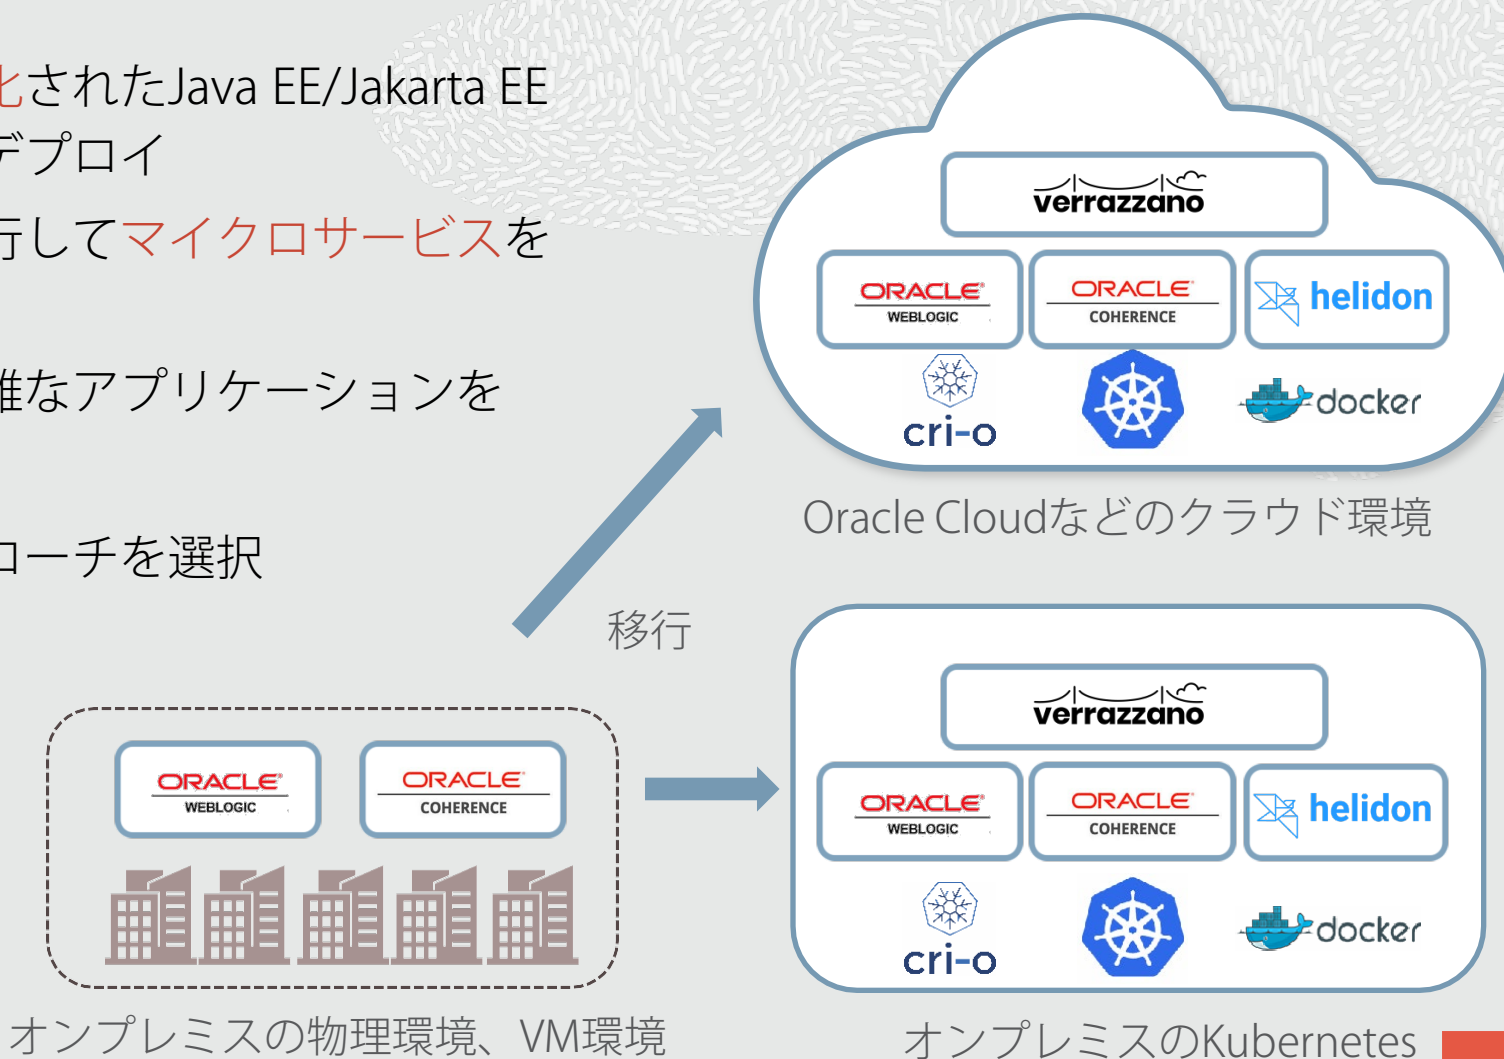 化されたJava EE/Jakarta EE
デプロイ
行してマイクロサービスを
雑なアプリケーションを
ローチを選択
verrazzano
ORACLE
WEBLOGIC
ORACLE
COHERENCE
helidon
cri-o
docker
Oracle Cloudなどのクラウド環境
移行
ORACLE
WEBLOGIC
ORACLE
COHERENCE
オンプレミスの物理環境、VM環境
verrazzano
ORACLE
WEBLOGIC
ORACLE
COHERENCE
helidon
cri-o
docker
オンプレミスのKubernetes